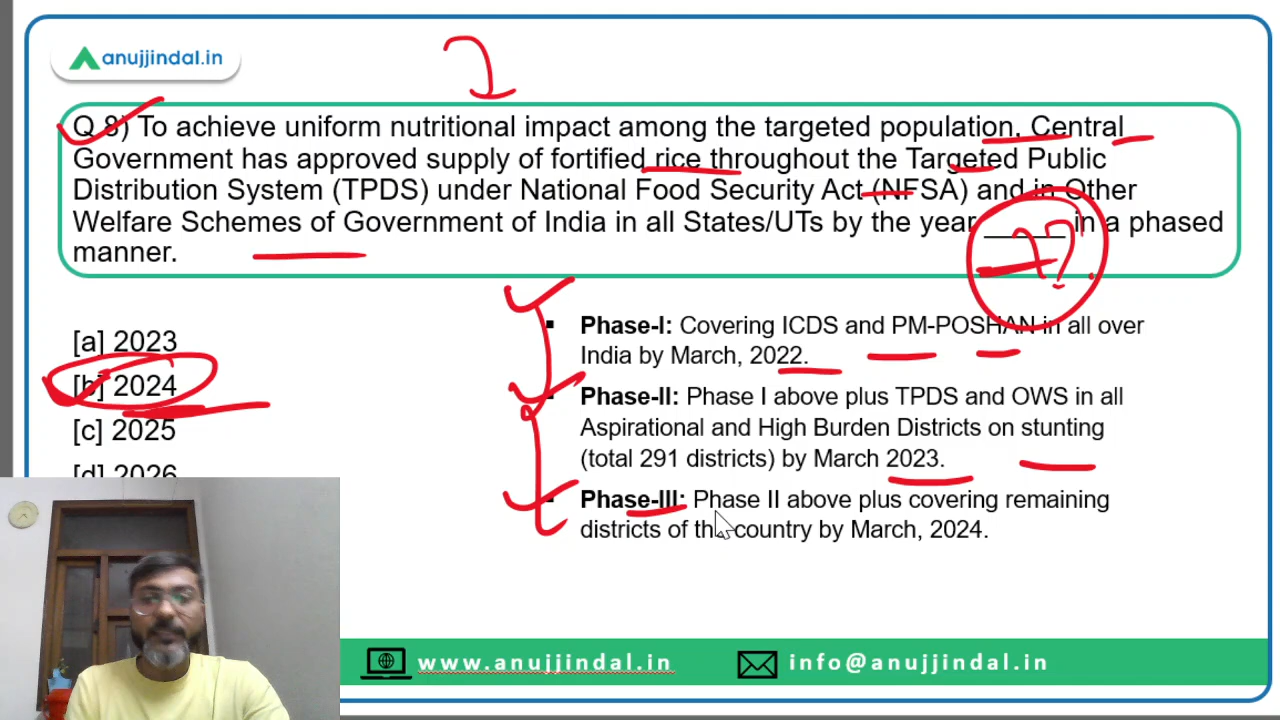 anujjindal.in
Q 8) To achieve uniform nutritional impact among the targeted population, Central
Government has approved supply of fortified rice throughout the Targeted Public
Distribution System (TPDS) under National Food Security Act (NFSA) and in Other
Welfare Schemes of Government of India in all States/UTs by the year ______ in a phased
manner.
[a] 2023
[b] 2024
[c] 2025
[d] 2026
Phase-I: Covering ICDS and PM-POSHAN in all over
India by March, 2022.
Phase-II: Phase I above plus TPDS and OWS in all
Aspirational and High Burden Districts on stunting
(total 291 districts) by March 2023.
Phase-III: Phase II above plus covering remaining
districts of the country by March, 2024.
www.anujjindal.in
info@anujjindal.in